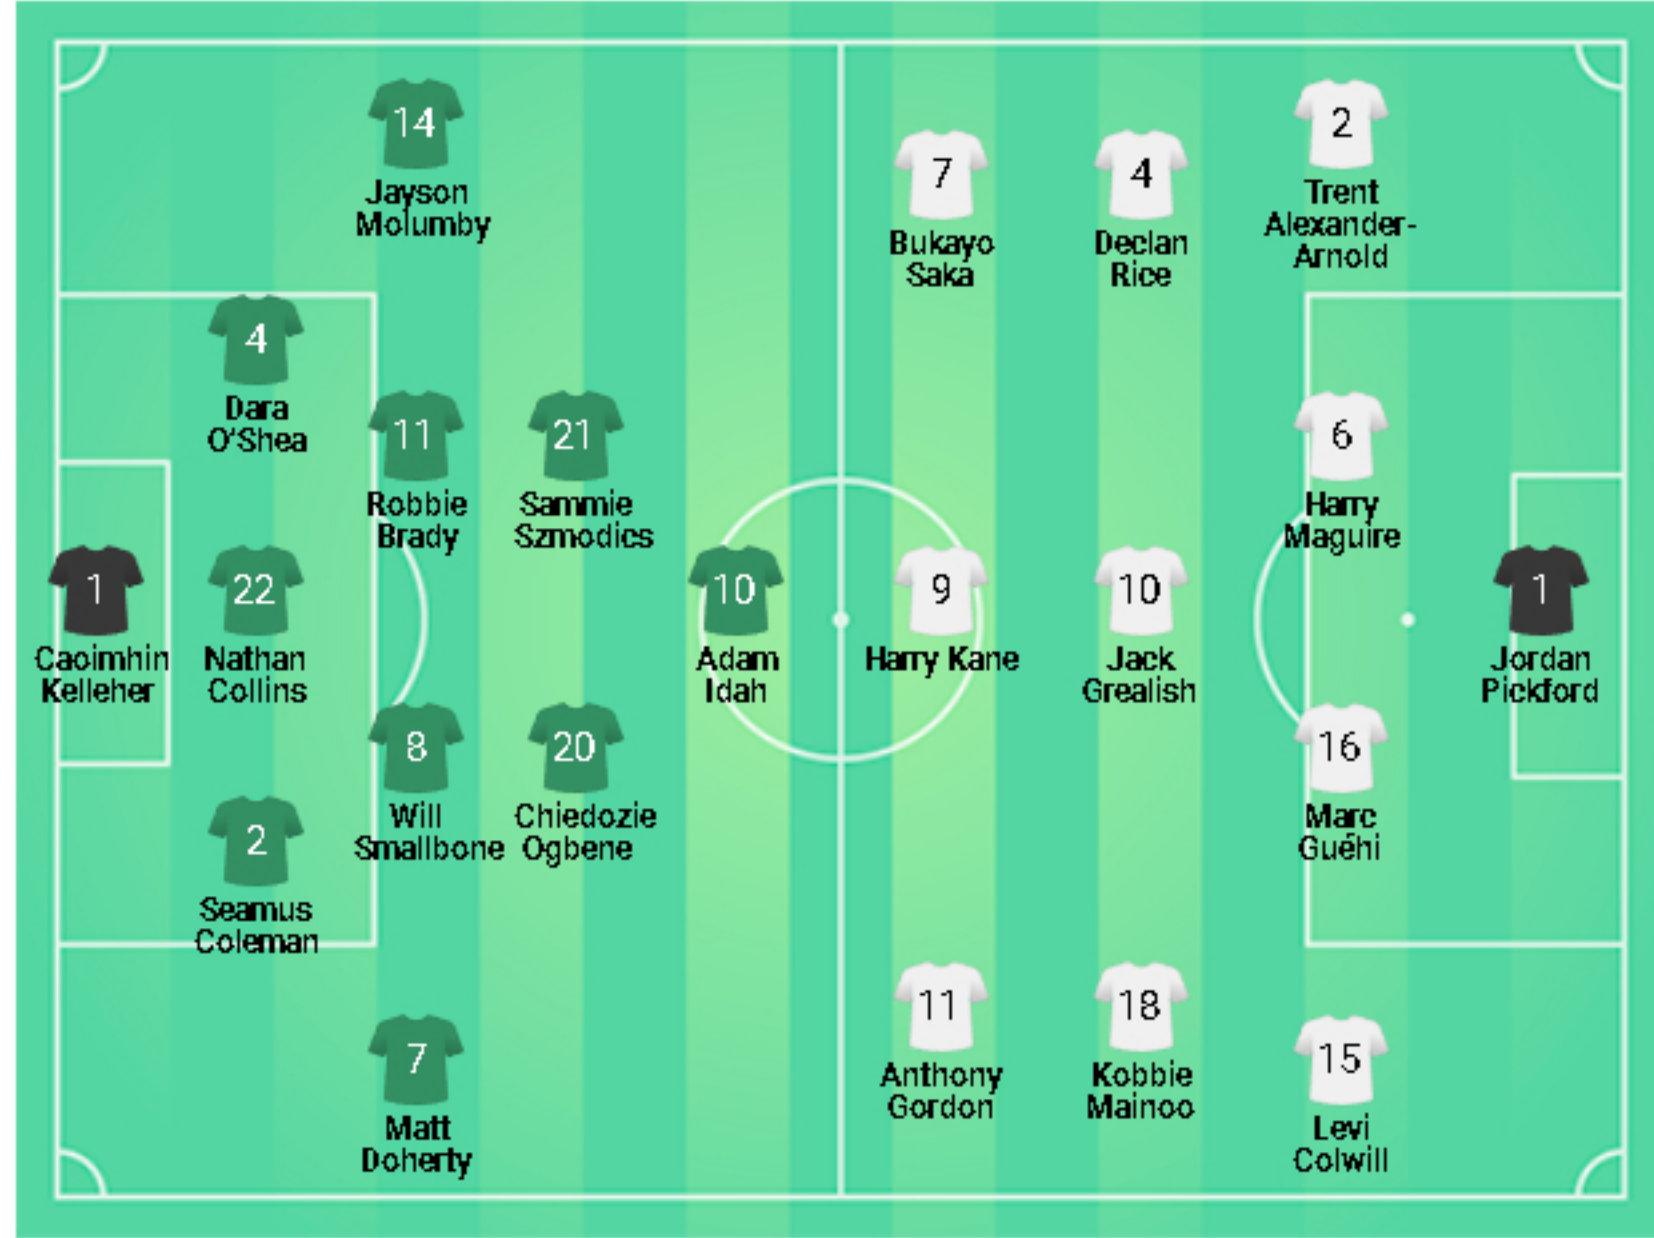 14
Jayson
Molumby
2
Trent
Alexander-
Arnold
7
Bukayo
Saka
4
Declan
Rice
4
Dara
O'Shea
11
Robbie
Brady
21
Sammie
Szmodics
6
Harry
Maguire
1
Caoimhin
Kelleher
22
Nathan
Collins
10
Adam
Idah
9
Harry Kane
10
Jack
Grealish
1
Jordan
Pickford
8
Will
Smallbone
20
Chiedozie
Ogbene
16
Marc
Guéhi
2
Seamus
Coleman
11
Anthony
Gordon
18
Kobbie
Mainoo
7
Matt
Doherty
15
Levi
Colwill